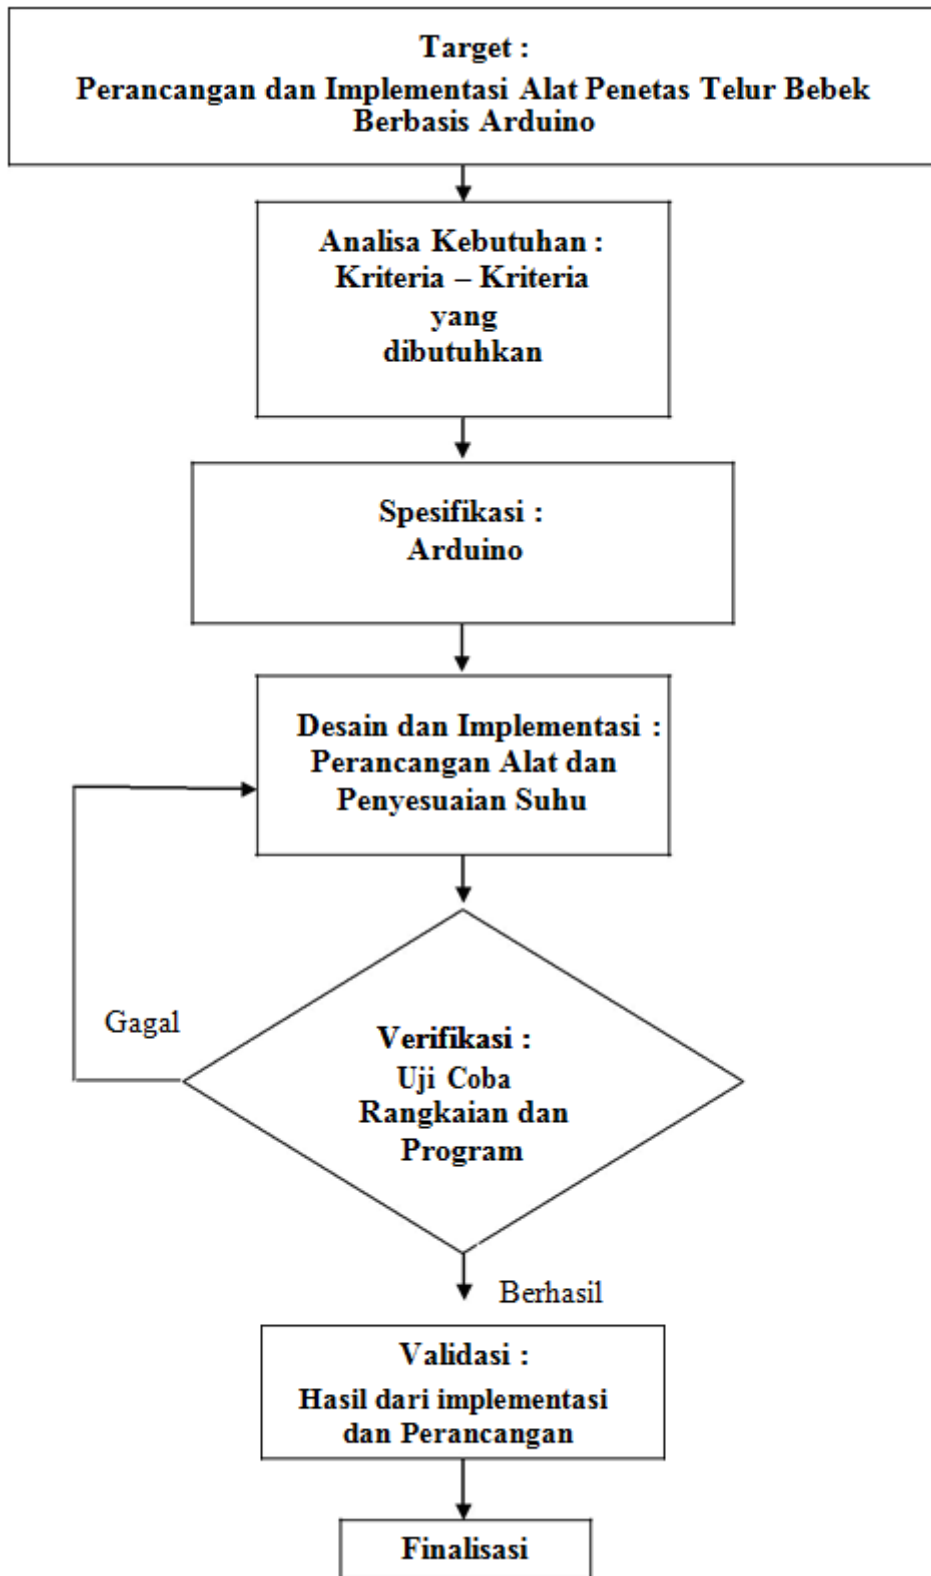 Target :
Perancangan dan Implementasi Alat Penetas Telur Bebek
Berbasis Arduino
Analisa Kebutuhan :
Kriteria – Kriteria
yang
dibutuhkan
Spesifikasi :
Arduino
Desain dan Implementasi :
Perancangan Alat dan
Penyesuaian Suhu
Gagal
Verifikasi :
Uji Coba
Rangkaian dan
Program
Berhasil
Validasi :
Hasil dari implementasi
dan Perancangan
Finalisasi